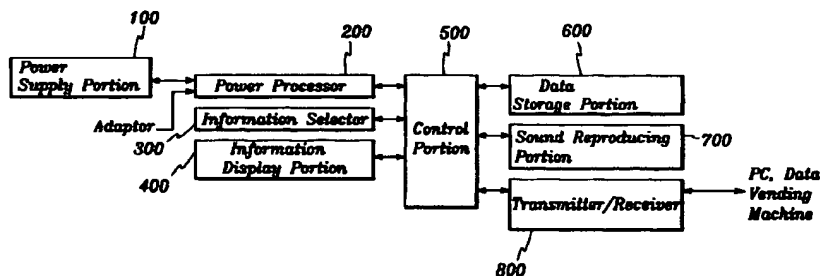 100
200
500
600
Power
Supply Portion
Power Processor
Data
Storage Portion
Adaptor
300
Information Selector
Control
Portion
Sound Reproducing
Portion
700
400
Information
Display Portion
Transmitter/Receiver
PC, Data
Vending
Machine
800